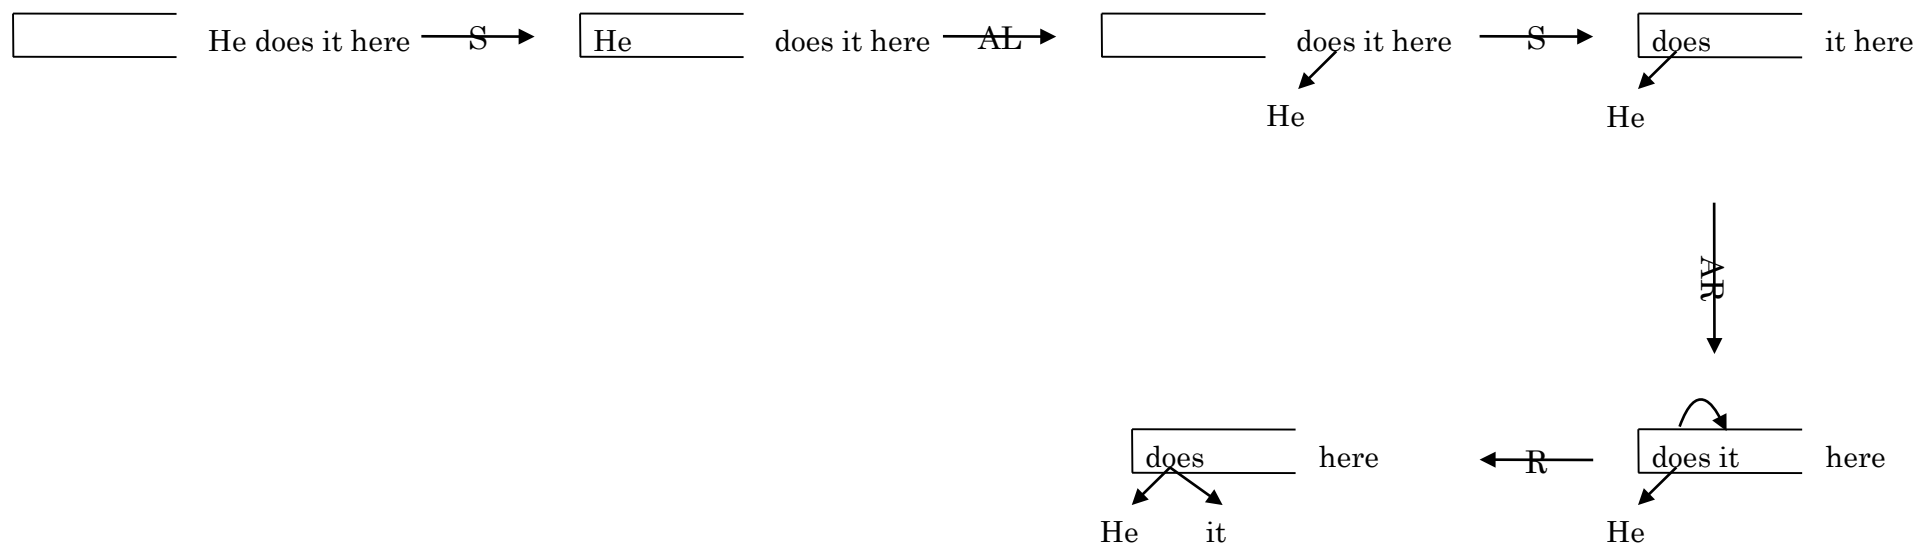 He does it here S He does it here AL does it here S does it here
He He
AR
does here R does it here
He it He